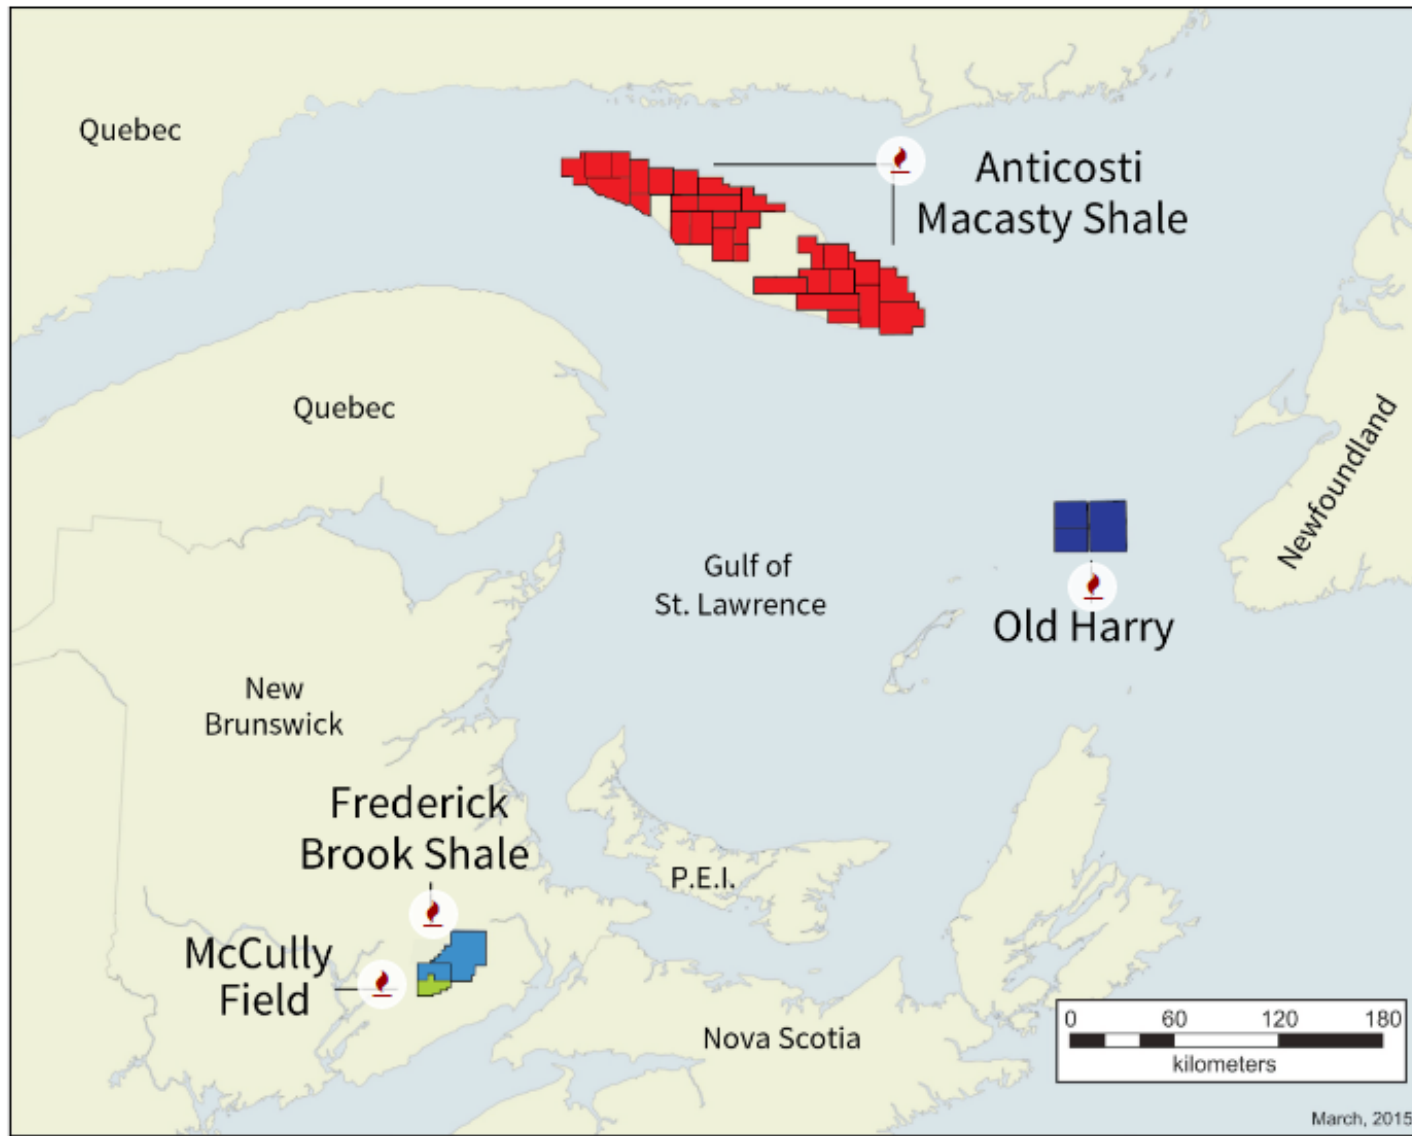 Quebec
Anticosti
Macasty Shale
Quebec
Newfoundland
Gulf of
St. Lawrence
Old Harry
New
Brunswick
Frederick
Brook Shale
P.E.I.
McCully
Field
Nova Scotia
0 60 120 180
kilometers
March, 2015